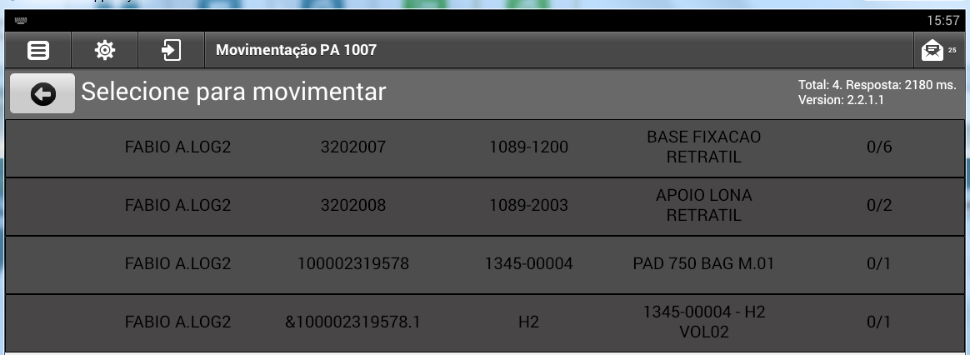 15:57
Movimentação PA 1007
25
Selecione para movimentar
Total: 4. Resposta: 2180 ms.
Version: 2.2.1.1
FABIO A.LOG2 3202007 1089-1200 BASE FIXACAO RETRATIL 0/6
FABIO A.LOG2 3202008 1089-2003 APOIO LONA RETRATIL 0/2
FABIO A.LOG2 100002319578 1345-00004 PAD 750 BAG M.01 0/1
FABIO A.LOG2 &100002319578.1 H2 1345-00004 - H2 VOL02 0/1